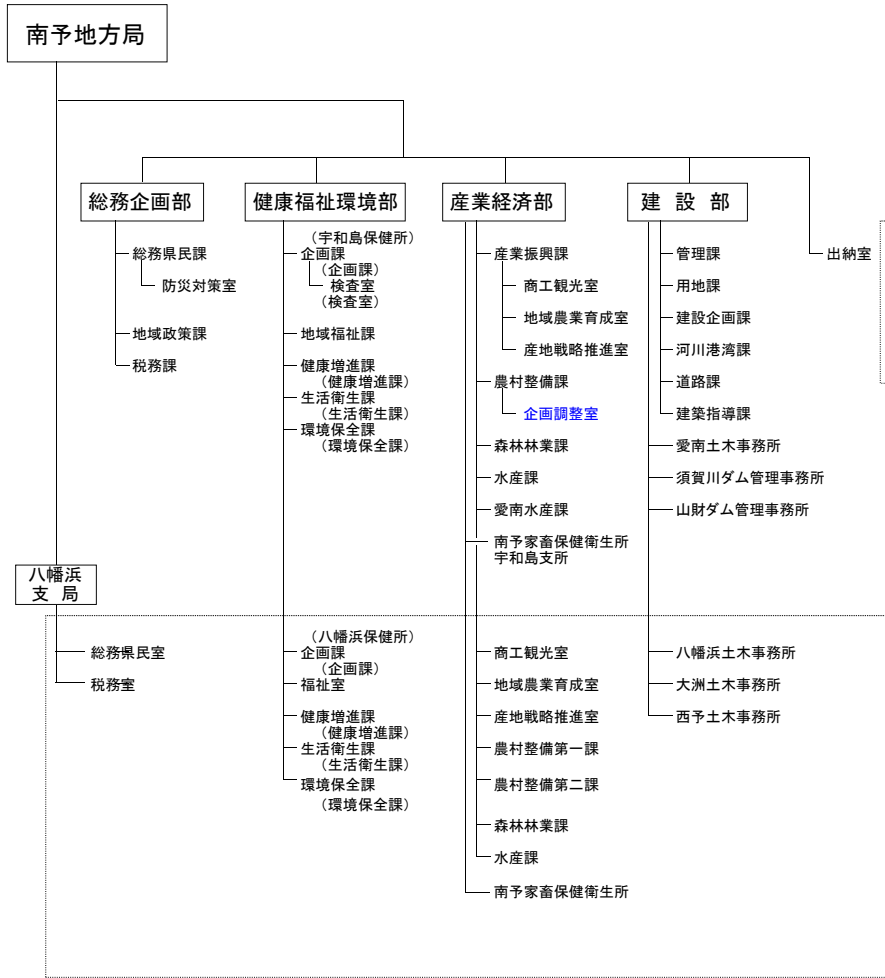 南予地方局
総務企画部
総務県民課
防災対策室
地域政策課
税務課
健康福祉環境部
（宇和島保健所）
企画課
（企画課）
検査室
（検査室）
地域福祉課
健康増進課
（健康増進課）
生活衛生課
（生活衛生課）
環境保全課
（環境保全課）
産業経済部
産業振興課
商工観光室
地域農業育成室
産地戦略推進室
農村整備課
企画調整室
森林林業課
水産課
愛南水産課
南予家畜保健衛生所
宇和島支所
建 設 部
管理課
用地課
建設企画課
河川港湾課
道路課
建築指導課
愛南土木事務所
須賀川ダム管理事務所
山財ダム管理事務所
出納室
八幡浜
支 局
総務県民室
税務室
（八幡浜保健所）
企画課
（企画課）
福祉室
健康増進課
（健康増進課）
生活衛生課
（生活衛生課）
環境保全課
（環境保全課）
商工観光室
地域農業育成室
産地戦略推進室
農村整備第一課
農村整備第二課
森林林業課
水産課
南予家畜保健衛生所
八幡浜土木事務所
大洲土木事務所
西予土木事務所